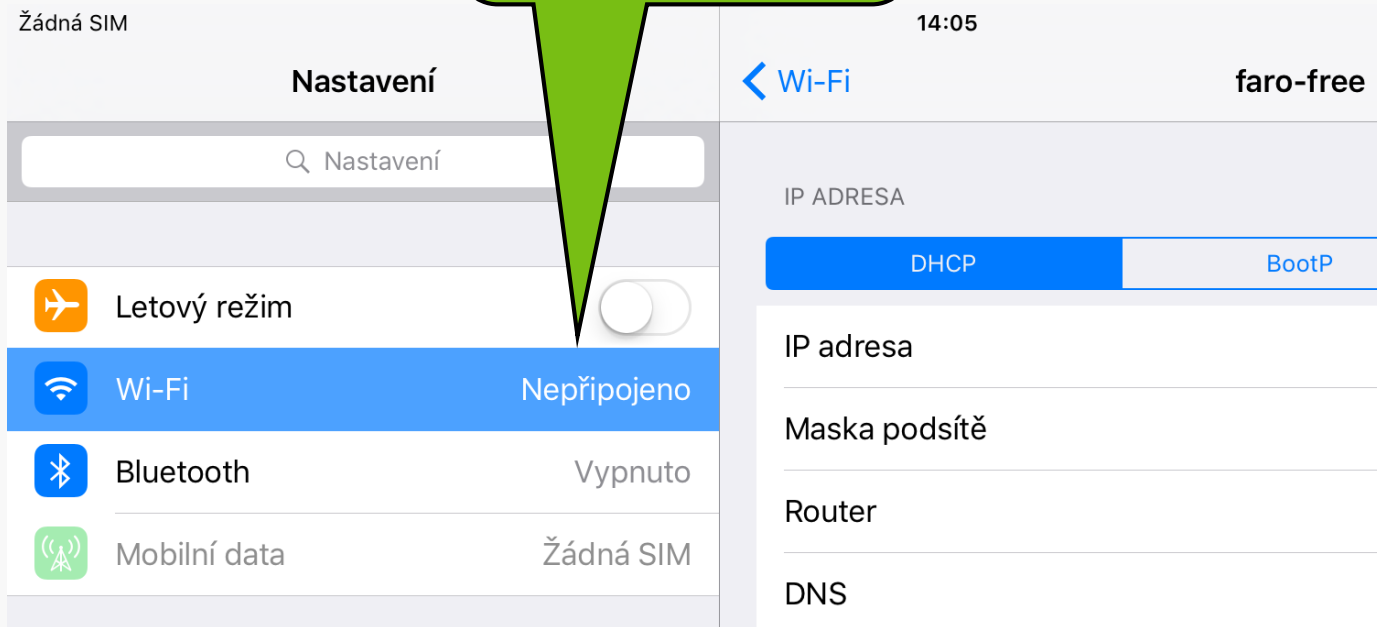 Žádná SIM
14:05
Nastavení
Nastavení
Letový režim
Wi-Fi Nepřipojeno
Bluetooth Vypnuto
Mobilní data Žádná SIM
Wi-Fi faro-free
IP ADRESA
DHCP BootP
IP adresa
Maska podsítě
Router
DNS